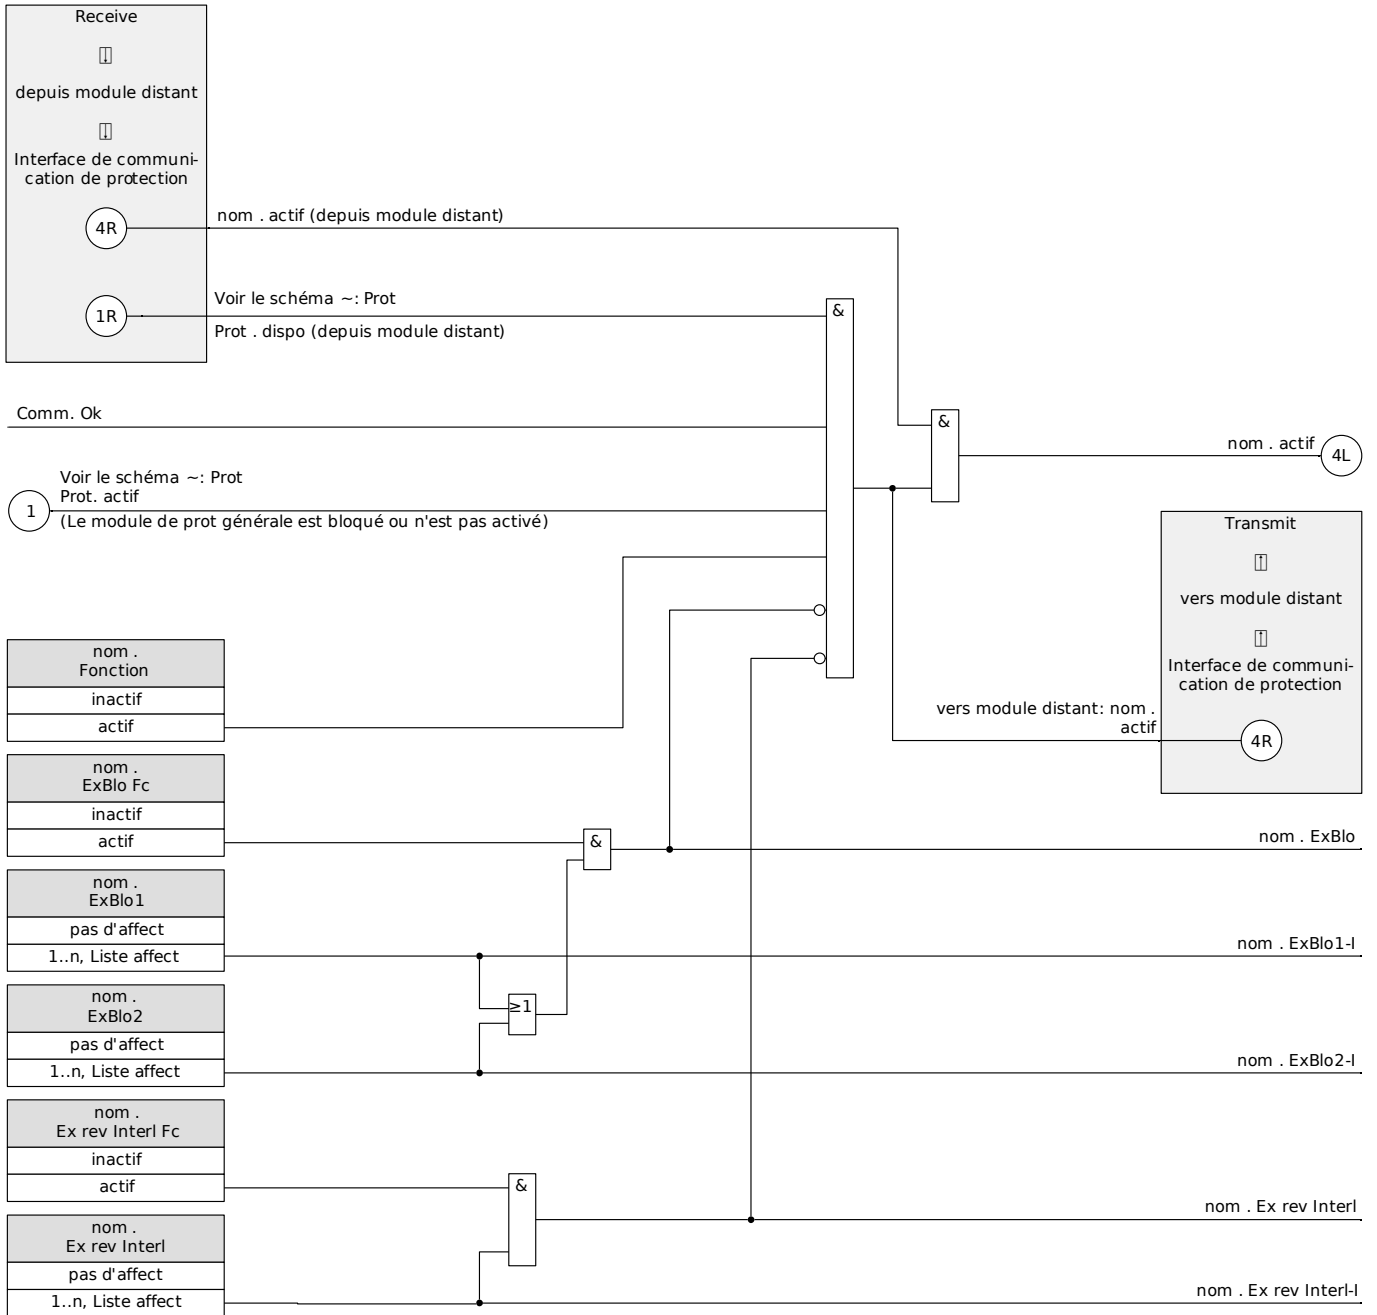 Receive
depuis module distant
Interface de communi-
cation de protection
4R
nom . actif (depuis module distant)
1R
Voir le schéma ~: Prot
Prot . dispo (depuis module distant)
&
Comm. Ok
&
nom . actif
4L
1
Voir le schéma ~: Prot
Prot. actif
(Le module de prot générale est bloqué ou n'est pas activé)
Transmit
vers module distant
Interface de communi-
cation de protection
vers module distant: nom .
actif
4R
nom .
Fonction
inactif
actif
nom .
ExBlo Fc
inactif
actif
&
nom . ExBlo
nom .
ExBlo1
pas d'affect
1..n, Liste affect
nom . ExBlo1-I
≥1
nom .
ExBlo2
pas d'affect
1..n, Liste affect
nom . ExBlo2-I
nom .
Ex rev Interl Fc
inactif
actif
&
nom . Ex rev Interl
nom .
Ex rev Interl
pas d'affect
1..n, Liste affect
nom . Ex rev Interl-I